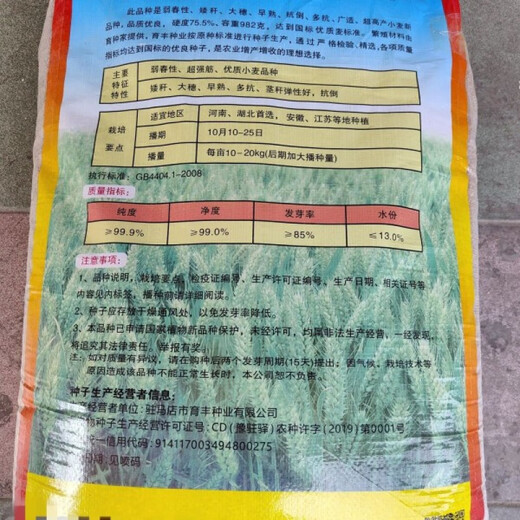 此品种是弱春性、矮秆、大穗、早熟、抗倒、多抗、广适、超高产小麦新
品种,品质优良,硬度75.5%,容重982克,达到国标优质麦标准。繁殖材料由
育种家提供,育丰种业按原种标准进行种子生产,通过严格检验、精选,各项质量
指标均达到国标的优良种子,是农业增产增收的理想选择。
主要特征特性
弱春性、超强筋、优质小麦品种
矮秆、大穗、早熟、多抗、茎秆弹性好,抗倒
栽培要点
适宜地区 河南、湖北首选,安徽、江苏等地种植
播期 10月10-25日
播量 每亩10-20kg(后期加大播种量)
执行标准:GB4404.1-2008
质量指标:
纯度 净度 发芽率 水份
≥99.9% ≥99.0% ≥85% ≤13.0%
注意事项:
1、品种说明,栽培要点、检疫证编号、生产许可证编号、生产日期、相关证号等
内容见内标签,播种前请详细阅读。
2、种子应存放干燥通风处,以免发芽率降低。
3、本品种已申请国家植物新品种保护,未经许可,均属非法生产经营,一经发现,
将追究其法律责任。举报有奖
如对质量有异议,请在购种后两个发芽周期(15天)提出;因气候,栽培技术等
原因造成该品种不能正常生长时,本公司恕不负责。
种子生产经营者信息:
产经营者单位:驻马店市育丰种业有限公司
种子生产经营许可证号:CD(豫驻驿)农种许字(2019)第0001号
一信用代码:914117003494800275
期 见喷码